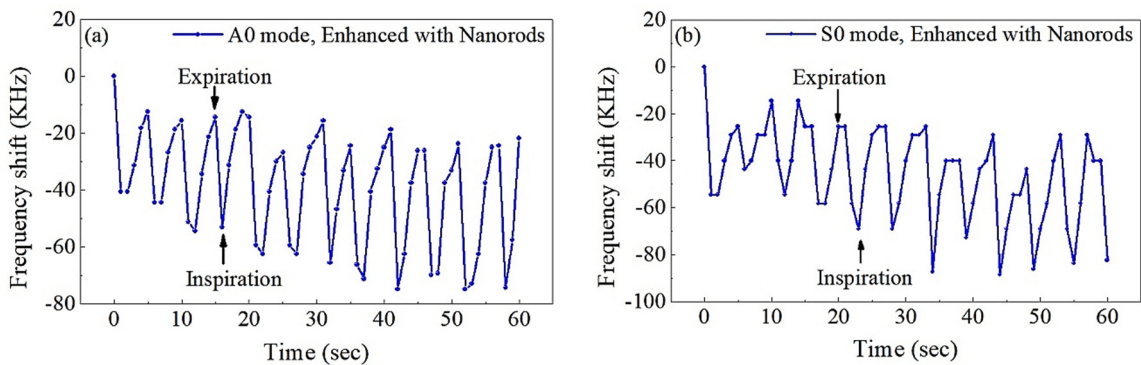 (a)
A0 mode, Enhanced with Nanorods
Expiration
Inspiration
Frequency shift (KHz)
20
0
-20
-40
-60
-80
0 10 20 30 40 50 60
Time (sec)
(b)
S0 mode, Enhanced with Nanorods
Expiration
Inspiration
Frequency shift (KHz)
20
0
-20
-40
-60
-80
-100
0 10 20 30 40 50 60
Time (sec)